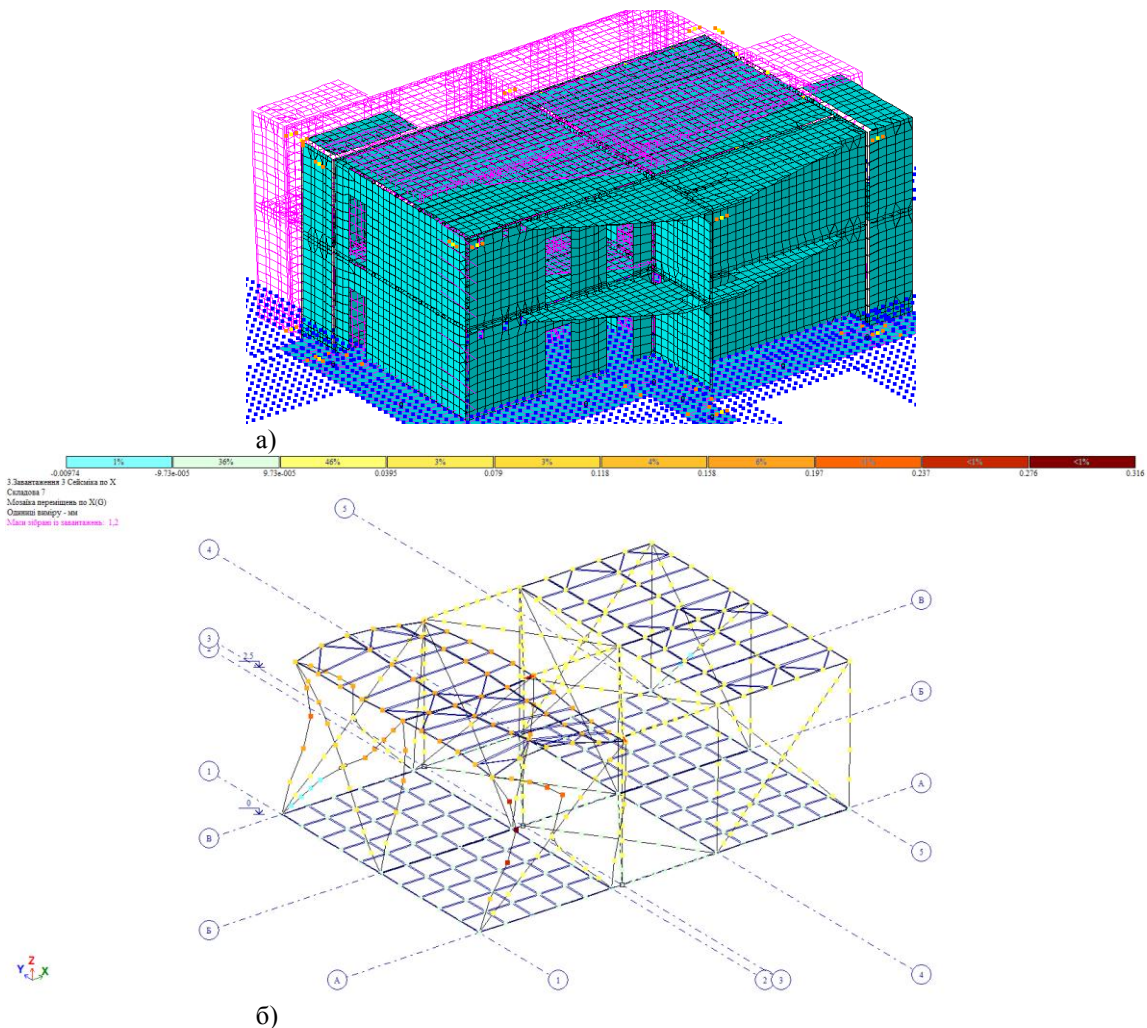 а)
1% 36% 46% 3% 3% 4% 6% <1% <1% <1%
-0.00974 -9.73e-005 9.73e-005 0.0395 0.079 0.118 0.158 0.197 0.237 0.276 0.316
3.Завантаження 3 Сейсміка по X
Складова 7
Мозаїка переміщень по X(G)
Одиниці виміру - мм
Маси зібрані із завантажень: 1,2
5
4
В
3
2.5
Б
1
0
А
В
5
Б
4
А
1
2 3
Z
Y X
б)